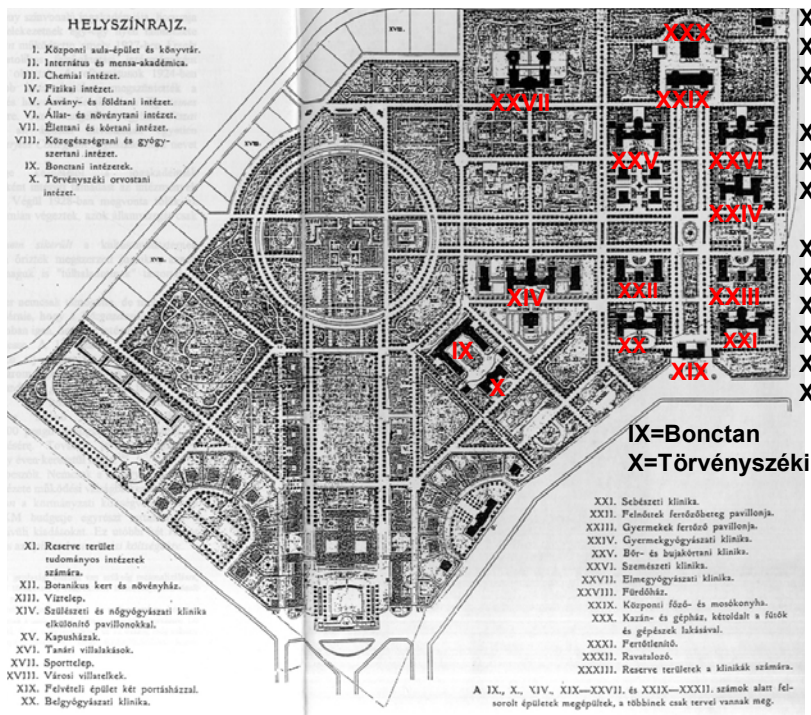 HELYSZÍNRAJZ.
I. Központi aula-épület és könyvtár.
II. Internátus és mensa-akadémica.
III. Chemiai intézet.
IV. Fizikai intézet.
V. Ásvány- és földtani intézet.
VI. Állat- és növénytani intézet.
VII. Élettani és kórtani intézet.
VIII. Közegészségtani és gyógy-
szertani intézet.
IX. Bonctani intézetek.
X. Törvényszéki orvostani
intézet.
XXX
XXVII
XXIX
XXV
XXVI
XXIV
XIV
XXII
XXIII
IX
XX
XXI
X
XIX
IX=Bonctan
X=Törvényszéki
XI. Reserve terület
tudományos intézetek
számára.
XII. Botanikus kert és növényház.
XIII. Víztelep.
XIV. Szülészeti és nőgyógyászati klinika
elkülönítő pavillonokkal.
XV. Kapusházak.
XVI. Tanári villalakások.
XVII. Sporttelep.
XVIII. Városi villatelkek.
XIX. Felvételi épület két portásházzal.
XX. Belgyógyászati klinika.
XXI. Sebészeti klinika.
XXII. Felnőttek fertőzőbeteg pavillonja.
XXIII. Gyermekek fertőző pavillonja.
XXIV. Gyermekgyógyászati klinika.
XXV. Bőr- és bujakórtani klinika.
XXVI. Szemészeti klinika.
XXVII. Elmegyógyászati klinika.
XXVIII. Fürdőház.
XXIX. Központi főző- és mosókonyha.
XXX. Kazán- és gépház, kétoldalt a fűtők
és gépészek lakásával.
XXXI. Fertőtlenítő.
XXXII. Ravatalozó.
XXXIII. Reserve területek a klinikák számára.
A IX., X., XIV., XIX—XXVII. és XXIX—XXXII. számok alatt fel-
sorolt épületek megépültek, a többinek csak tervei vannak meg.